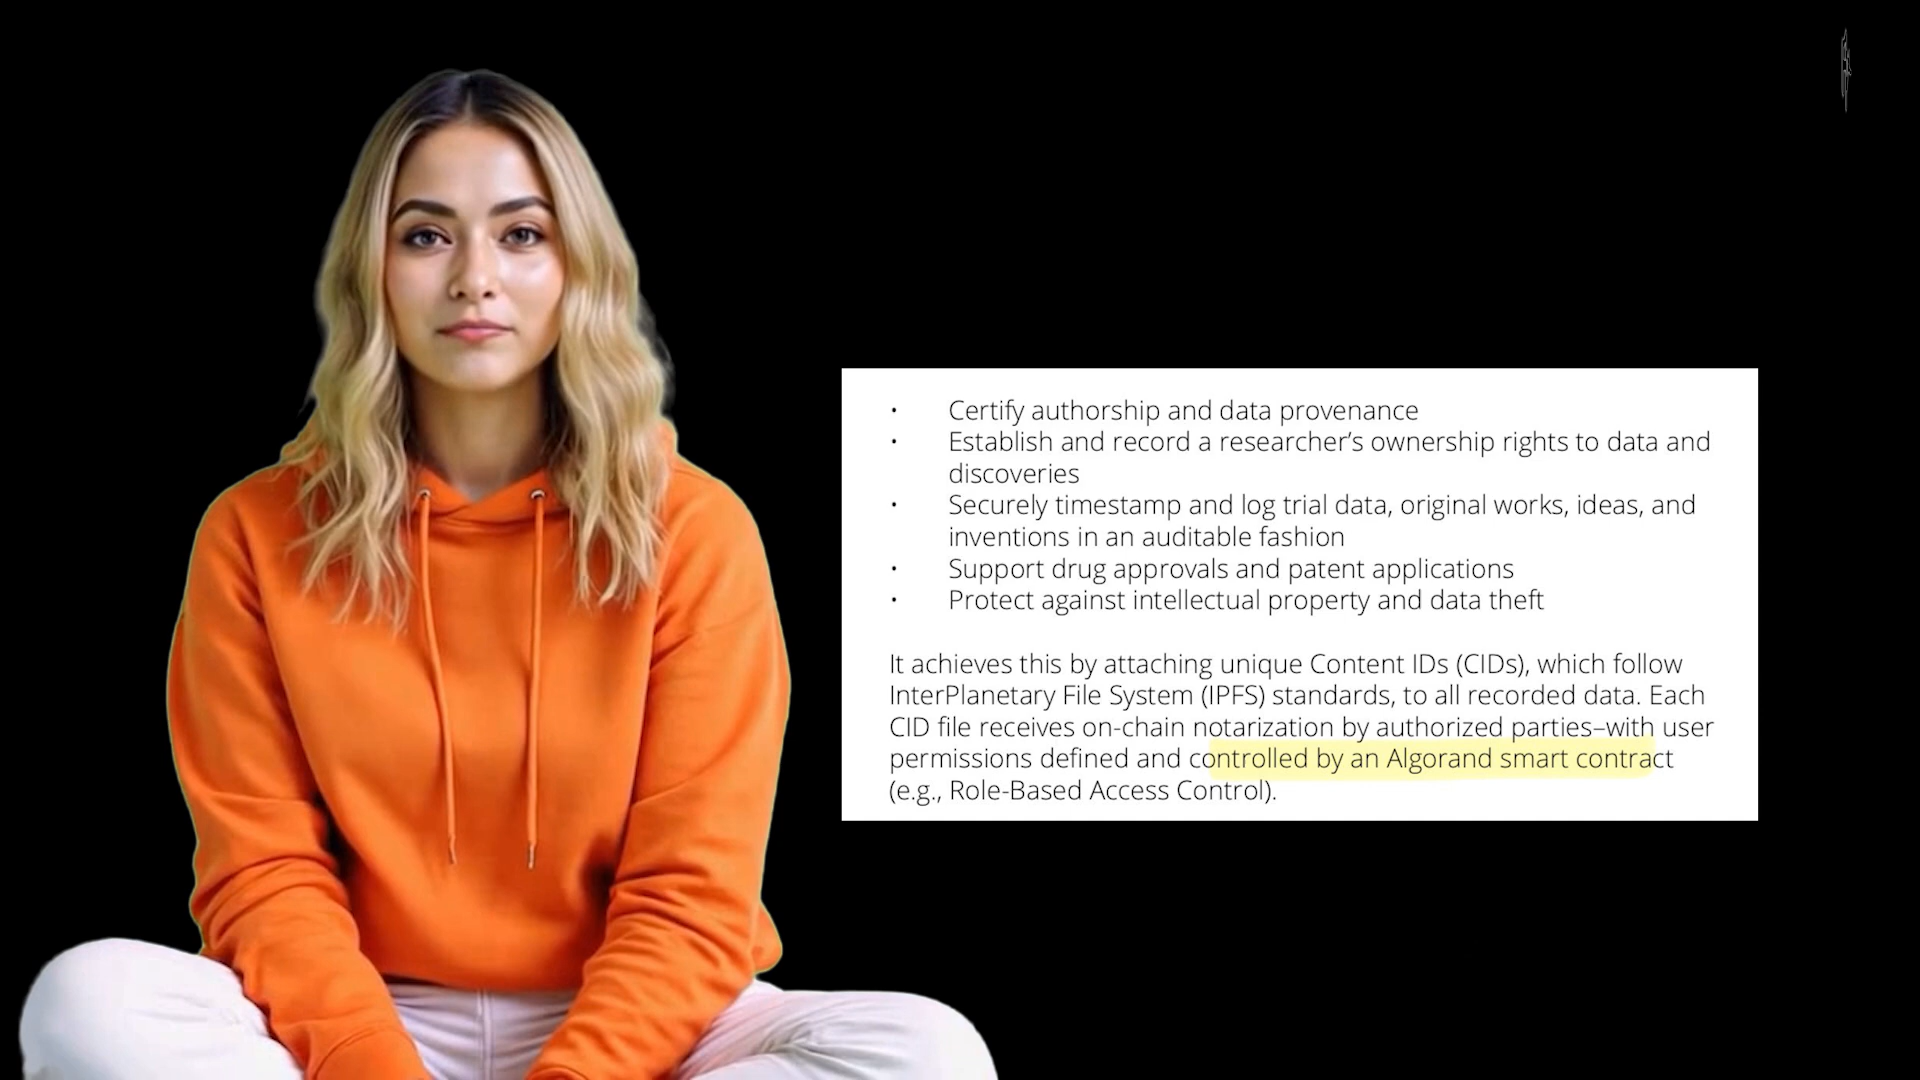 • Certify authorship and data provenance
• Establish and record a researcher’s ownership rights to data and
discoveries
• Securely timestamp and log trial data, original works, ideas, and
inventions in an auditable fashion
• Support drug approvals and patent applications
• Protect against intellectual property and data theft
It achieves this by attaching unique Content IDs (CIDs), which follow
InterPlanetary File System (IPFS) standards, to all recorded data. Each
CID file receives on-chain notarization by authorized parties–with user
permissions defined and controlled by an Algorand smart contract
(e.g., Role-Based Access Control).